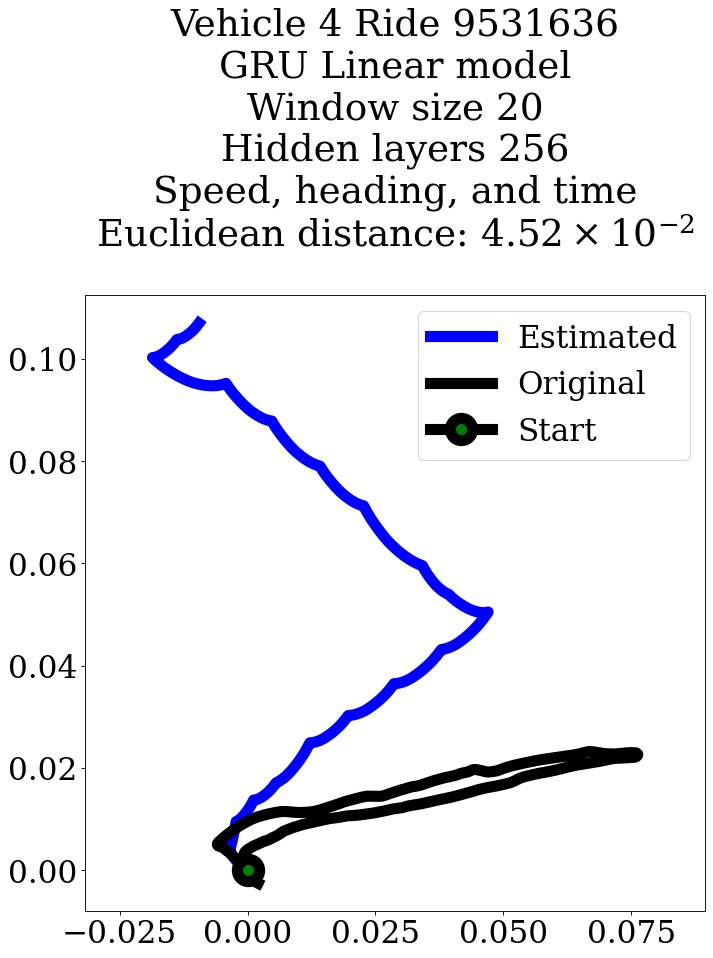 Vehicle 4 Ride 9531636
GRU Linear model
Window size 20
Hidden layers 256
Speed, heading, and time
Euclidean distance: 4.52 × 10⁻²
Estimated
Original
Start
0.10
0.08
0.06
0.04
0.02
0.00
−0.025 0.000 0.025 0.050 0.075